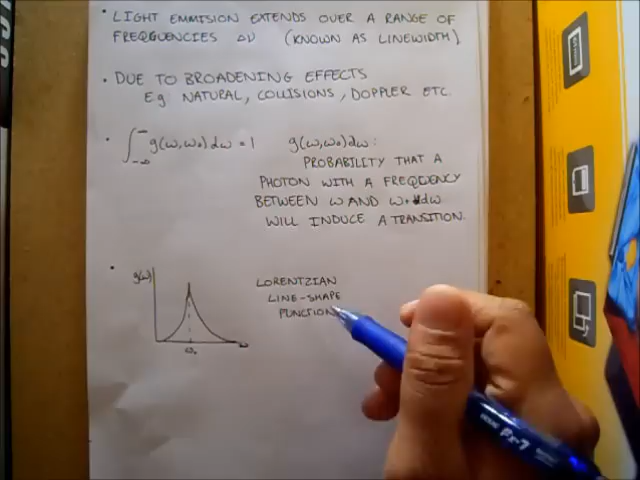 • LIGHT EMMISION EXTENDS OVER A RANGE OF
FREQUENCIES Δν (KNOWN AS LINEWIDTH)
• DUE TO BROADENING EFFECTS
Eg NATURAL, COLLISIONS, DOPPLER ETC.
• ∫_{-∞}^{∞} g(ω,ω₀)dω = 1 g(ω,ω₀)dω :
PROBABILITY THAT A
PHOTON WITH A FREQUENCY
BETWEEN ω AND ω+dω
WILL INDUCE A TRANSITION.
• g(ω)
ω₀
ω
LORENTZIAN
LINE-SHAPE
FUNCTION